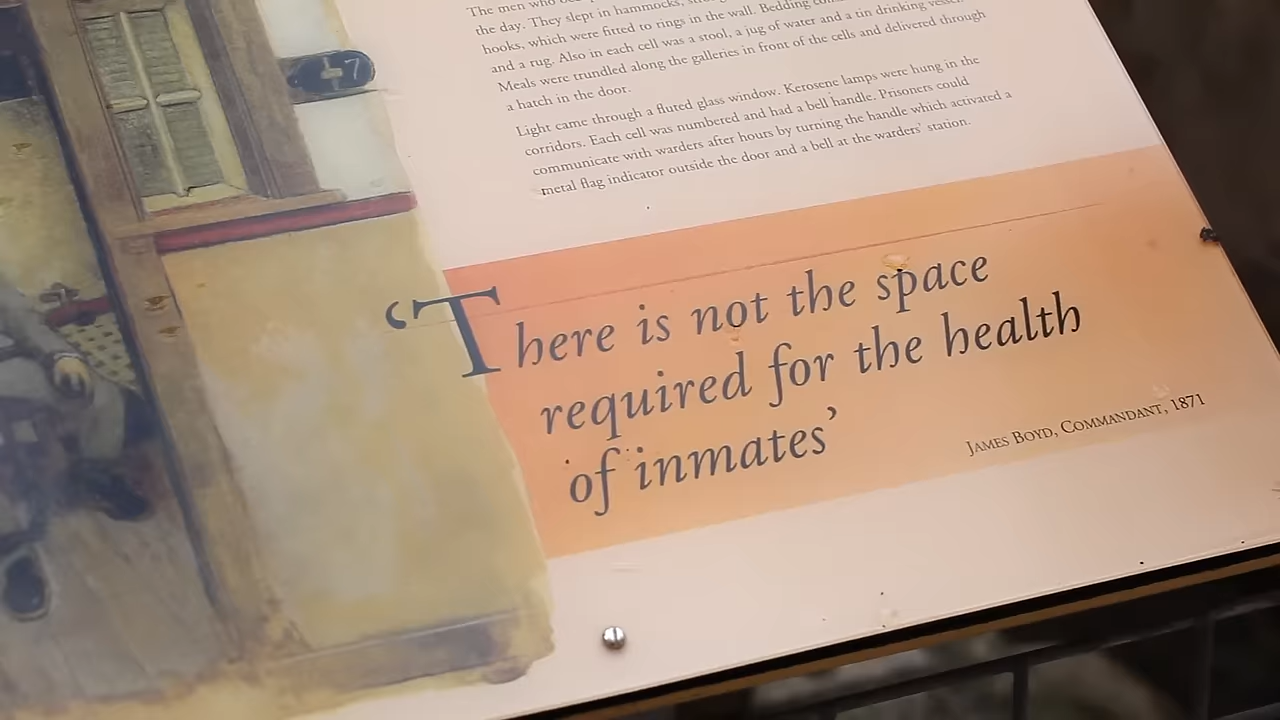 The men who
the day. They slept in hammocks,
hooks, which were fitted to rings in the wall. Bedding
and a rug. Also in each cell was a stool, a jug of water and a tin drinking vessel.
Meals were trundled along the galleries in front of the cells and delivered through
a hatch in the door.
Light came through a fluted glass window. Kerosene lamps were hung in the
corridors. Each cell was numbered and had a bell handle. Prisoners could
communicate with warders after hours by turning the handle which activated a
metal flag indicator outside the door and a bell at the warders' station.
7
‘There is not the space
required for the health
of inmates’
JAMES BOYD, COMMANDANT, 1871